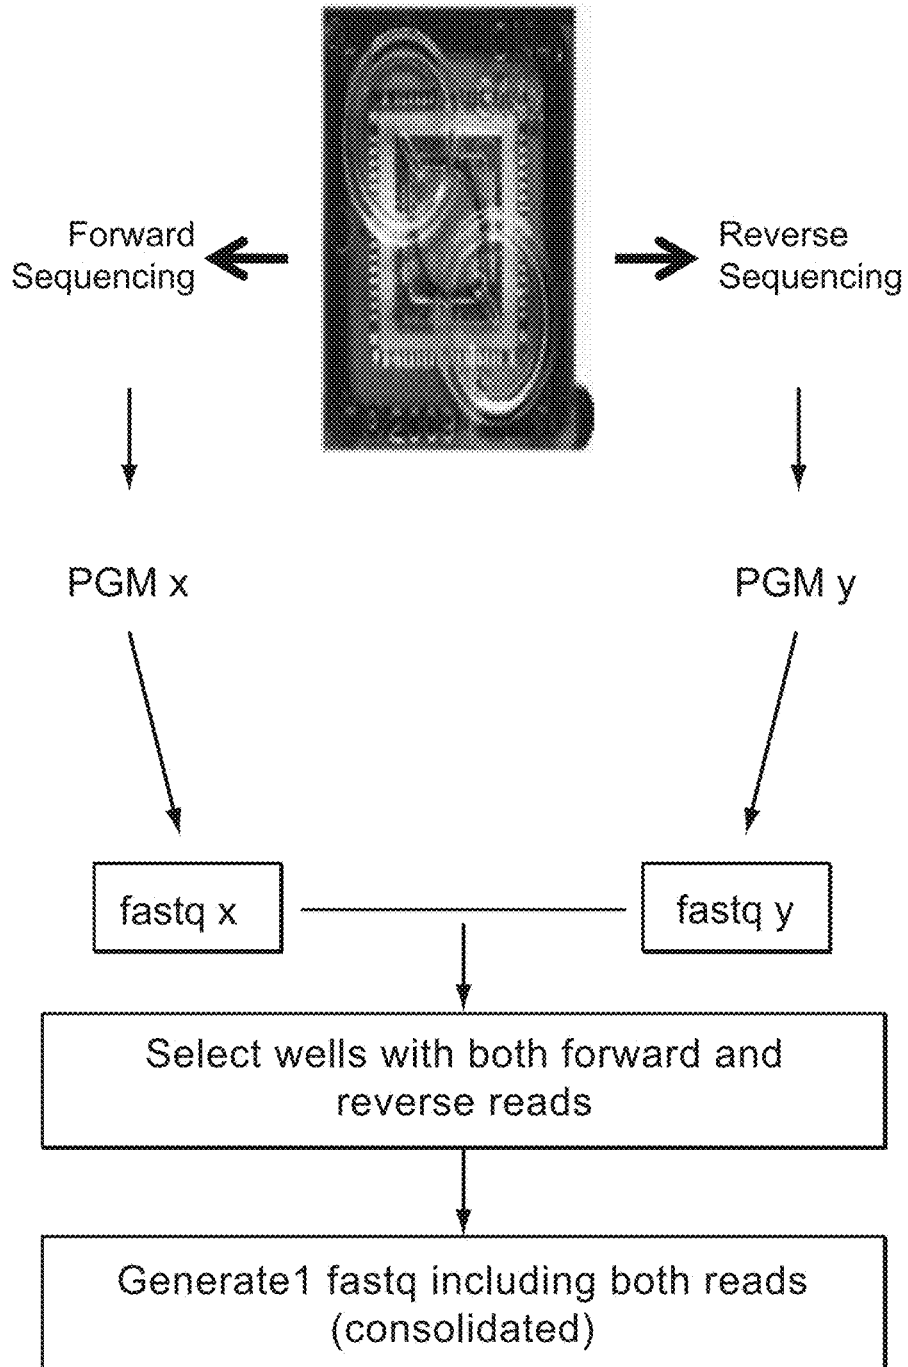 Forward
Sequencing
Reverse
Sequencing
PGM x
PGM y
fastq x
fastq y
Select wells with both forward and
reverse reads
Generate1 fastq including both reads
(consolidated)